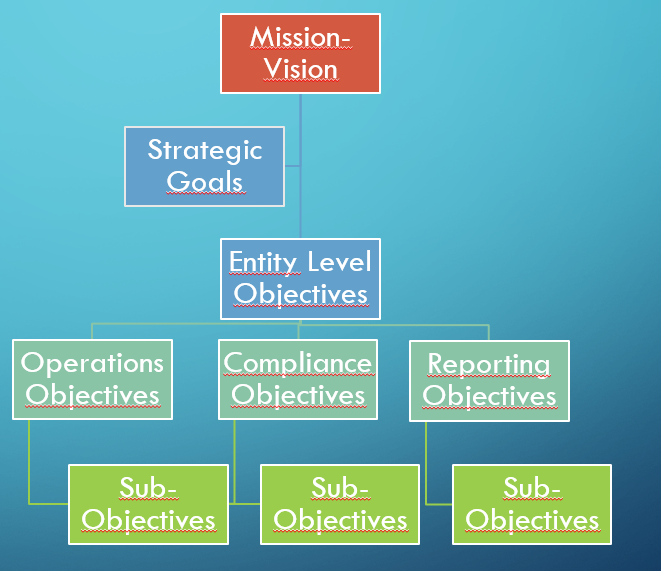 Mission-
Vision
Strategic
Goals
Entity Level
Objectives
Operations
Objectives
Compliance
Objectives
Reporting
Objectives
Sub-
Objectives
Sub-
Objectives
Sub-
Objectives